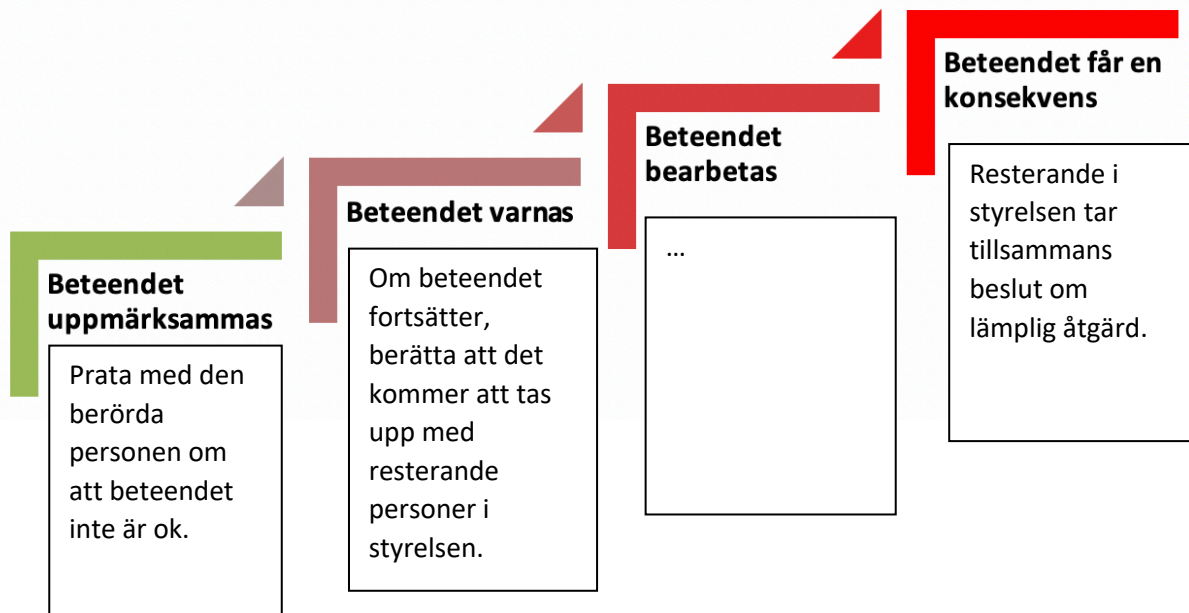 Beteendet
uppmärksammas
Prata med den
berörda
personen om
att beteendet
inte är ok.
Beteendet varnas
Om beteendet
fortsätter,
berätta att det
kommer att tas
upp med
resterande
personer i
styrelsen.
Beteendet
bearbetas
...
Beteendet får en
konsekvens
Resterande i
styrelsen tar
tillsammans
beslut om
lämplig åtgärd.